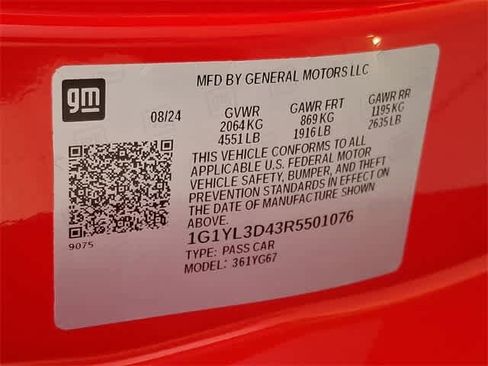 gm
MFD BY GENERAL MOTORS LLC
08/24 GVWR GAWR FRT GAWR RR
2064 KG 869 KG 1195 KG
4551 LB 1916 LB 2635 LB
THIS VEHICLE CONFORMS TO ALL
APPLICABLE U.S. FEDERAL MOTOR
VEHICLE SAFETY, BUMPER, AND THEFT
PREVENTION STANDARDS IN EFFECT ON
THE DATE OF MANUFACTURE SHOWN
ABOVE.
9075
1G1YL3D43R5501076
TYPE: PASS CAR
MODEL: 361YG67